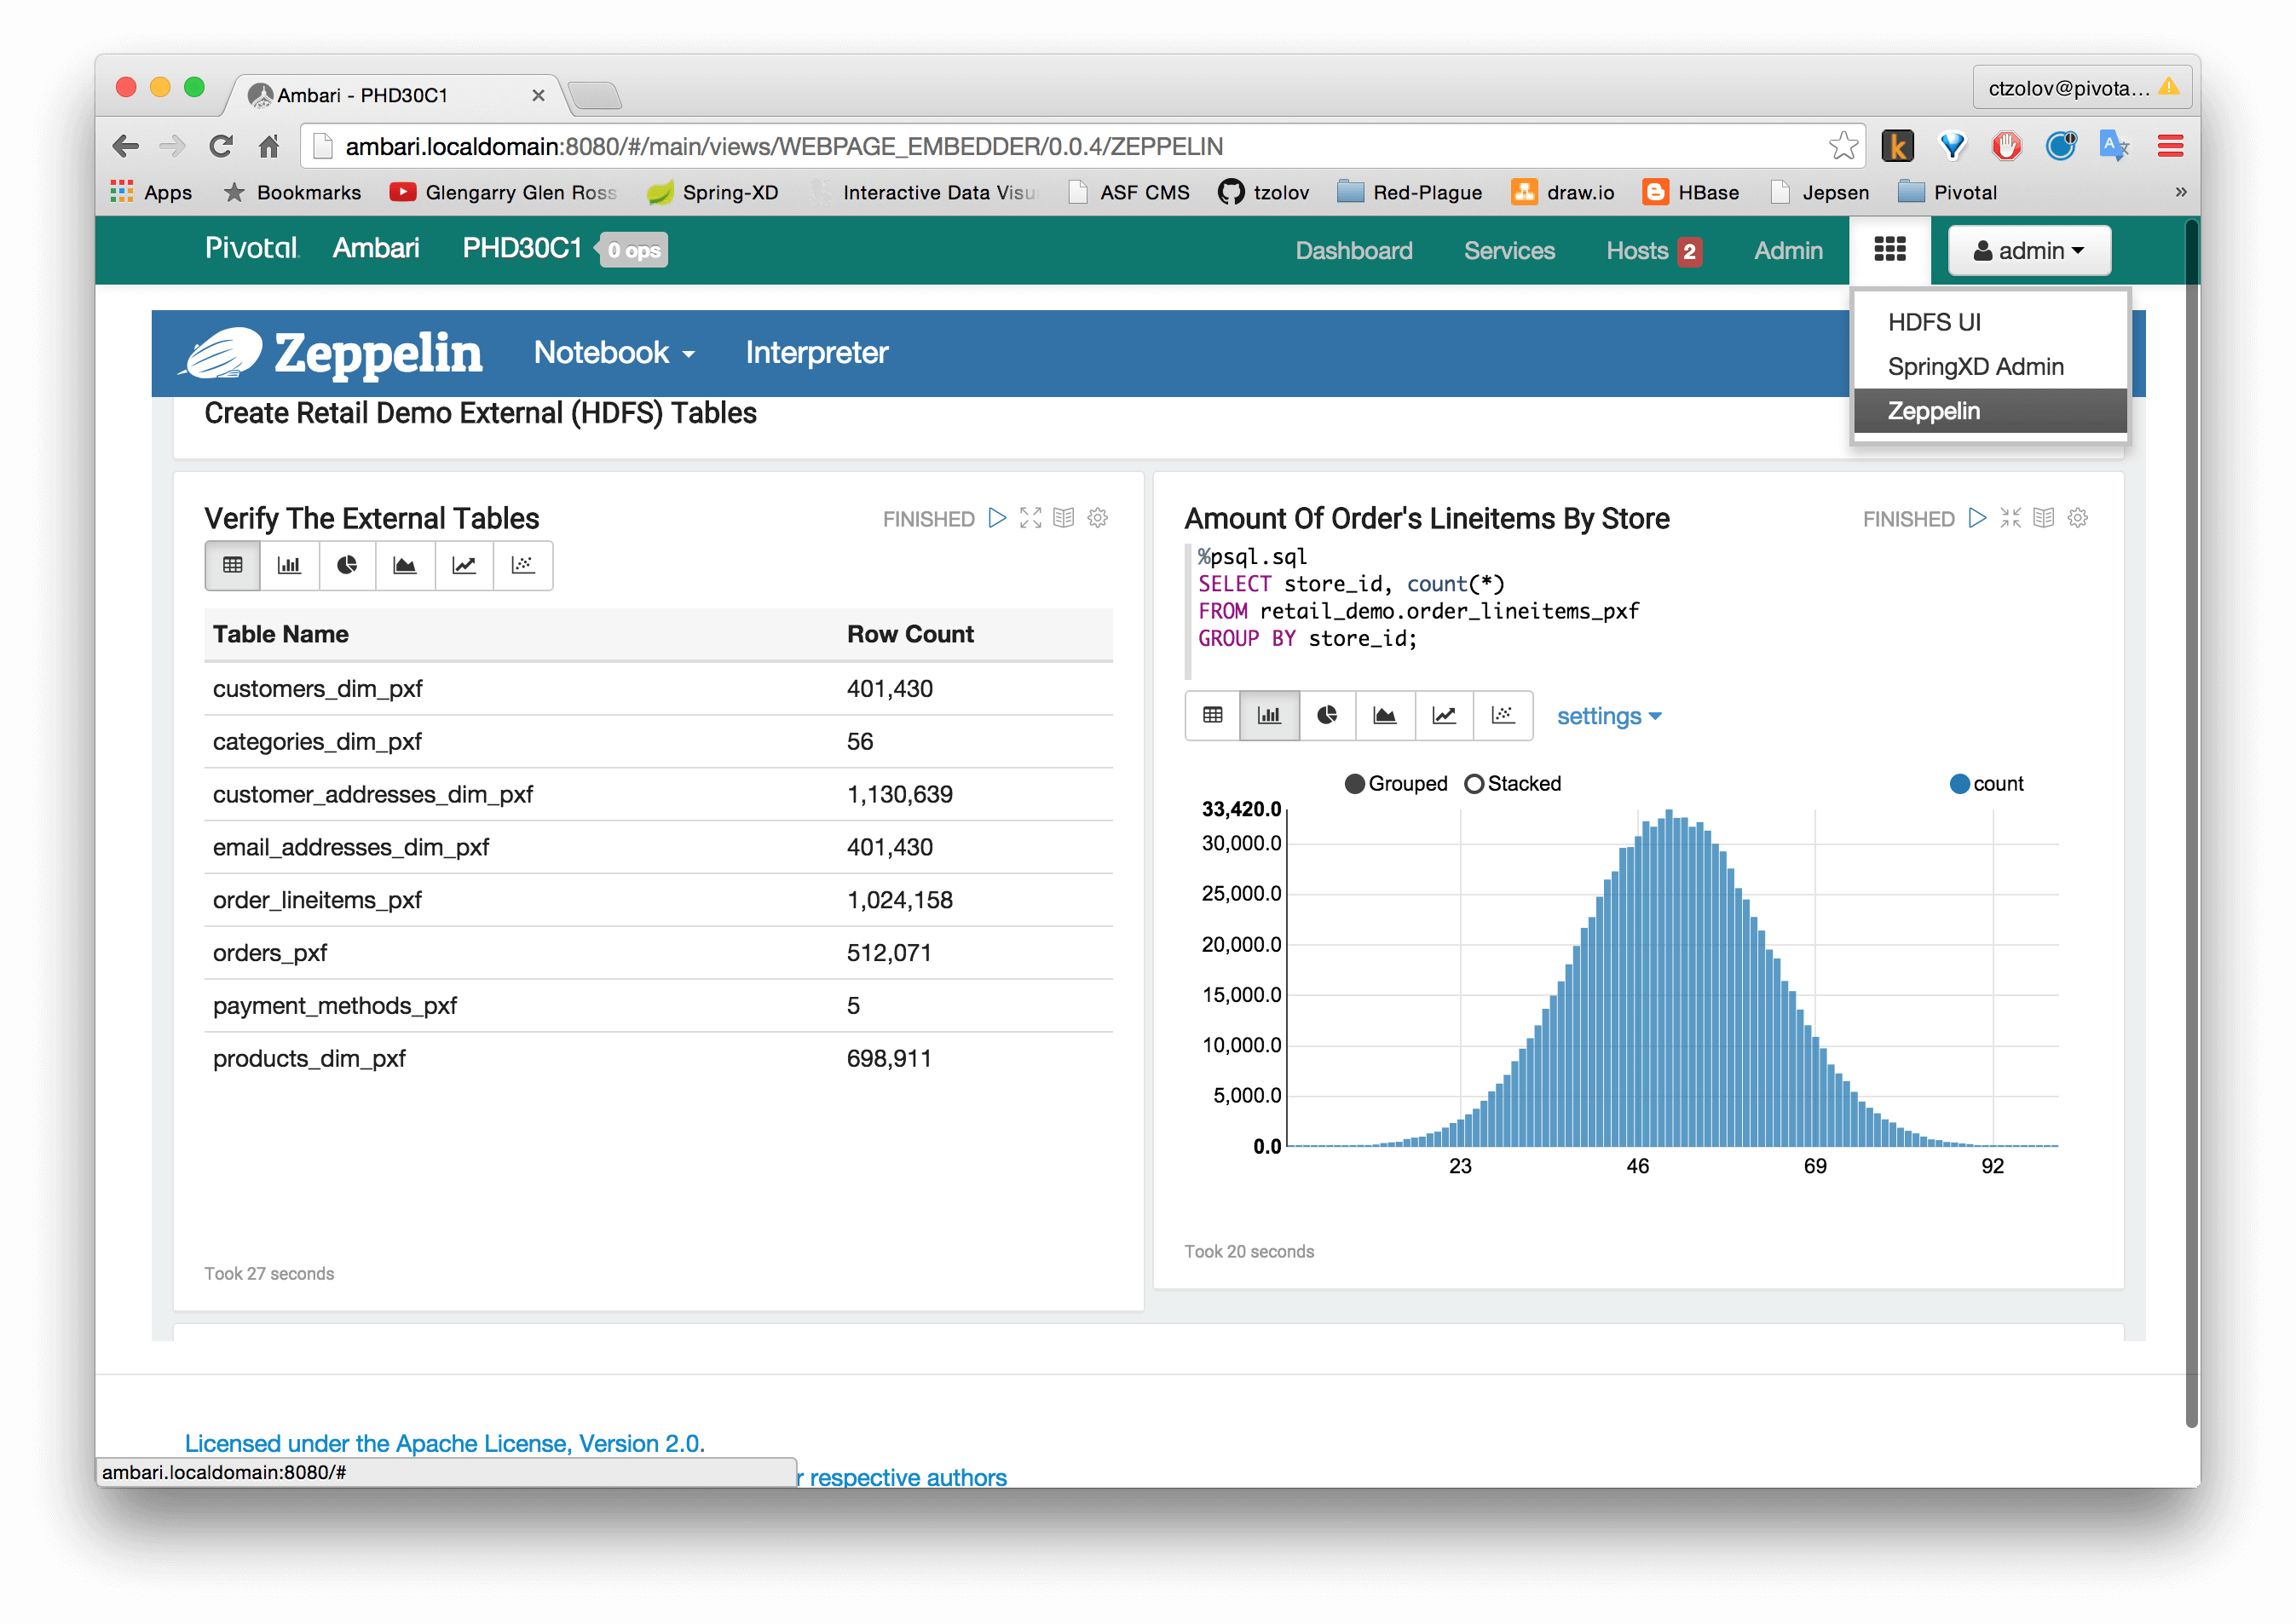 Ambari - PHD30C1
ctzolov@pivota...
ambari.localdomain:8080/#/main/views/WEBPAGE_EMBEDDER/0.0.4/ZEPPELIN
Apps Bookmarks Glengarry Glen Ross Spring-XD Interactive Data Visu ASF CMS tzolov Red-Plague draw.io HBase Jepsen Pivotal »
Pivotal Ambari PHD30C1 0 ops Dashboard Services Hosts 2 Admin admin
HDFS UI
SpringXD Admin
Zeppelin
Zeppelin Notebook Interpreter
Create Retail Demo External (HDFS) Tables
Verify The External Tables FINISHED
Table Name Row Count
customers_dim_pxf 401,430
categories_dim_pxf 56
customer_addresses_dim_pxf 1,130,639
email_addresses_dim_pxf 401,430
order_lineitems_pxf 1,024,158
orders_pxf 512,071
payment_methods_pxf 5
products_dim_pxf 698,911
Took 27 seconds
Amount Of Order's Lineitems By Store FINISHED
%psql.sql
SELECT store_id, count(*)
FROM retail_demo.order_lineitems_pxf
GROUP BY store_id;
settings
Grouped Stacked count
33,420.0
30,000.0
25,000.0
20,000.0
15,000.0
10,000.0
5,000.0
0.0
23 46 69 92
Took 20 seconds
Licensed under the Apache License, Version 2.0.
ambari.localdomain:8080/#
r respective authors